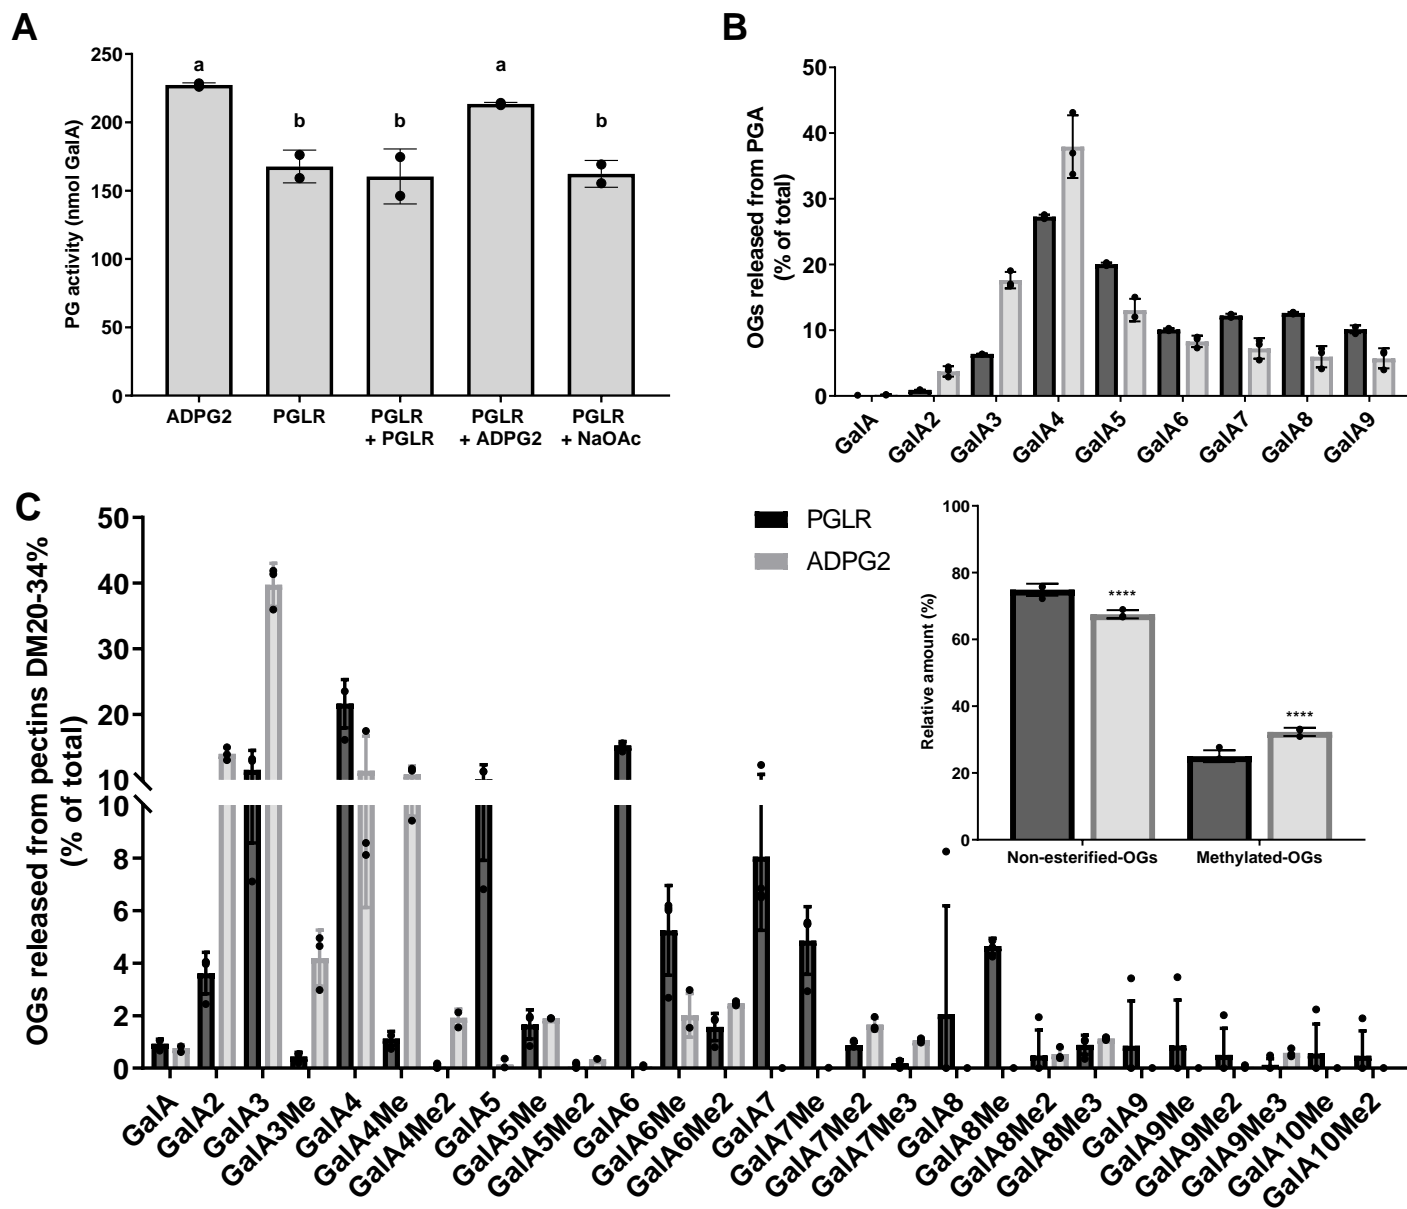 A
PG activity (nmol GalA)
250
200
150
100
50
0
a
b
b
a
b
ADPG2
PGLR
PGLR
+ PGLR
PGLR
+ ADPG2
PGLR
+ NaOAc
B
OGs released from PGA
(% of total)
50
40
30
20
10
0
GalA
GalA2
GalA3
GalA4
GalA5
GalA6
GalA7
GalA8
GalA9
C
OGs released from pectins DM20-34%
(% of total)
50
40
30
20
10
10
8
6
4
2
0
GalA
GalA2
GalA3
GalA3Me
GalA4
GalA4Me
GalA4Me2
GalA5
GalA5Me
GalA5Me2
GalA6
GalA6Me
GalA6Me2
GalA7
GalA7Me
GalA7Me2
GalA7Me3
GalA8
GalA8Me
GalA8Me2
GalA8Me3
GalA9
GalA9Me
GalA9Me2
GalA9Me3
GalA10Me
GalA10Me2
PGLR
ADPG2
Relative amount (%)
100
80
60
40
20
0
****
****
Non-esterified-OGs
Methylated-OGs